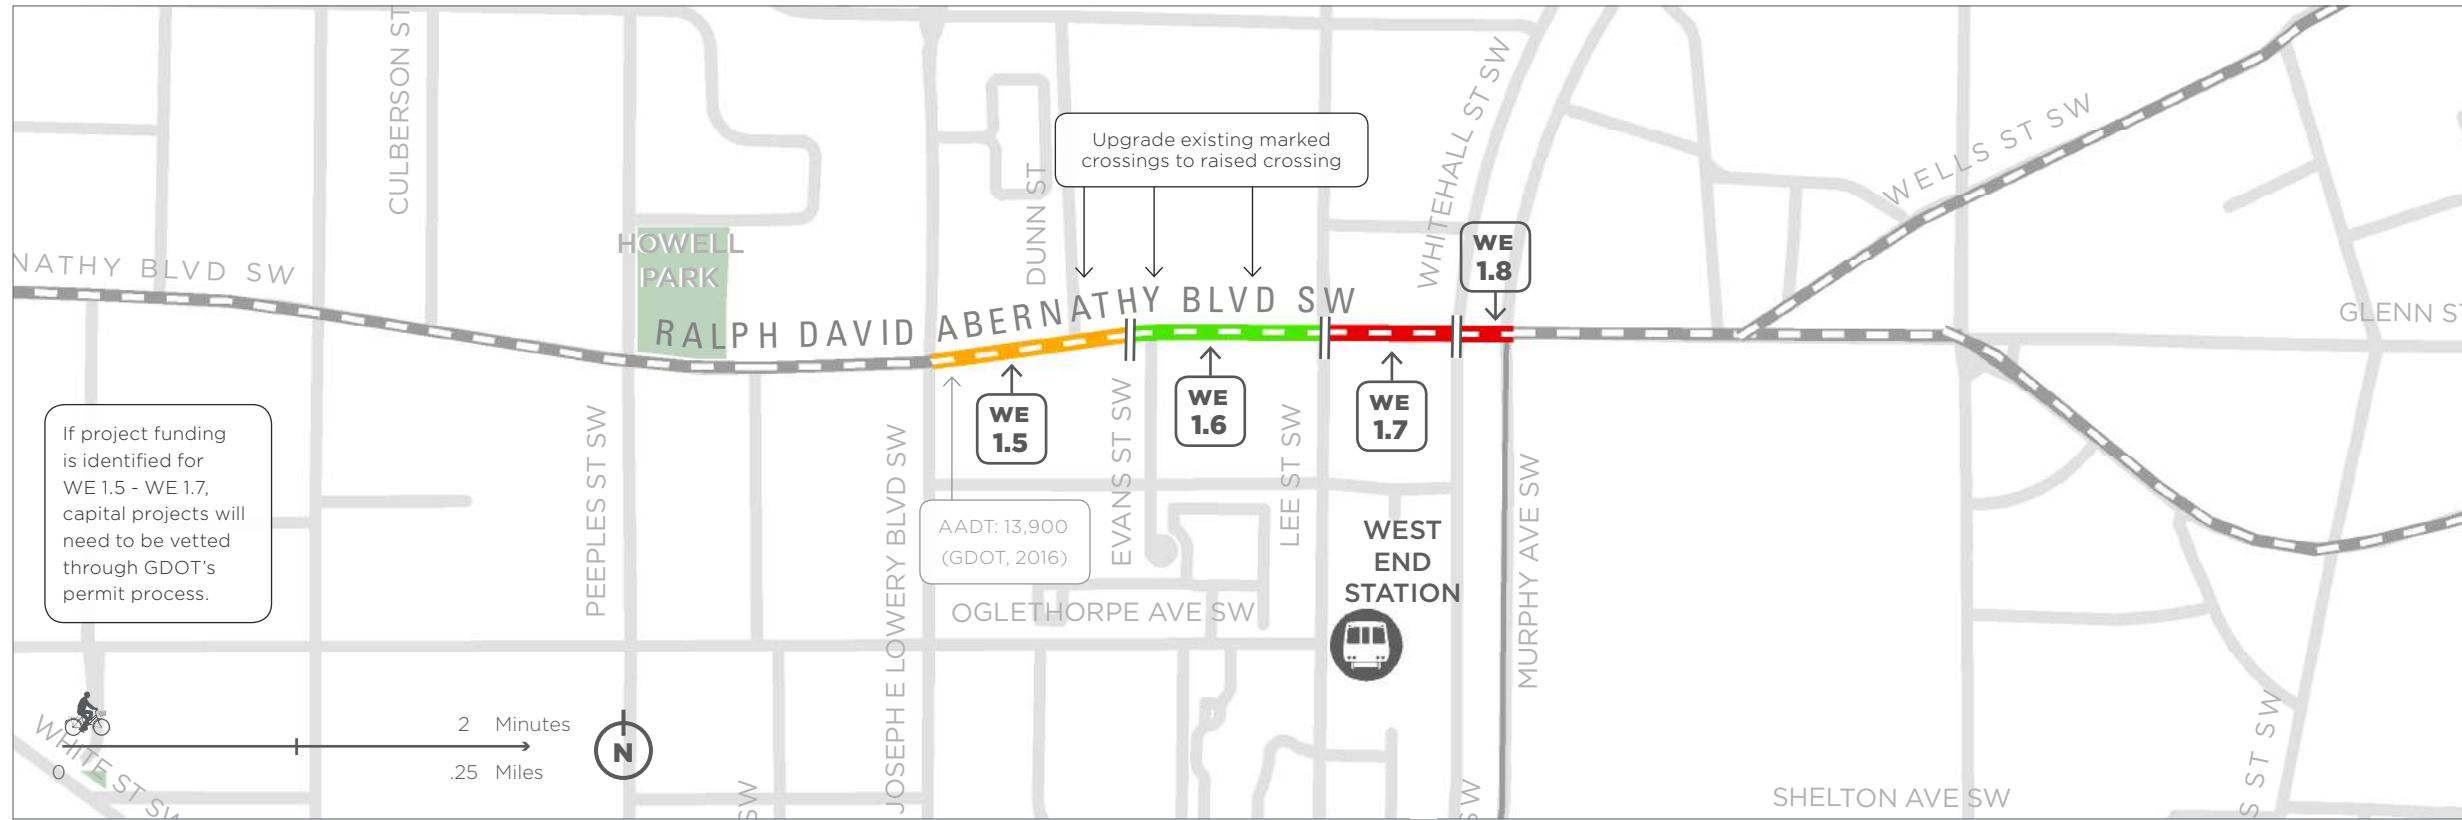 CULBERSON ST
WHITEHALL ST SW
WELLS ST SW
Upgrade existing marked
crossings to raised crossing
DUNN ST
HOWELL
PARK
WE
1.8
NATHY BLVD SW
RALPH DAVID ABERNATHY BLVD SW
GLENN ST
WE
1.5
WE
1.6
WE
1.7
If project funding
is identified for
WE 1.5 - WE 1.7,
capital projects will
need to be vetted
through GDOT's
permit process.
PEEPLES ST SW
JOSEPH E LOWERY BLVD SW
AADT: 13,900
(GDOT, 2016)
EVANS ST SW
LEE ST SW
WEST
END
STATION
MURPHY AVE SW
OGLETHORPE AVE SW
WHITE ST SW
2 Minutes
0 .25 Miles
N
SW
SW
SHELTON AVE SW
S ST SW